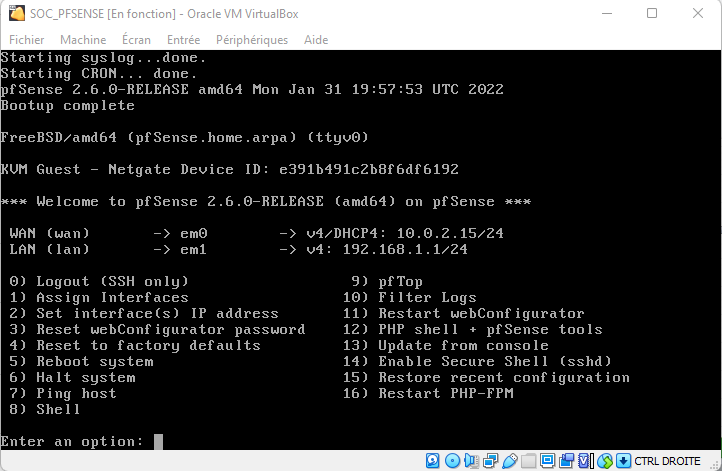 SOC_PFSENSE [En fonction] - Oracle VM VirtualBox
Fichier Machine Écran Entrée Périphériques Aide
Starting syslog...done.
Starting CRON... done.
pfSense 2.6.0-RELEASE amd64 Mon Jan 31 19:57:53 UTC 2022
Bootup complete
FreeBSD/amd64 (pfSense.home.arpa) (ttyv0)
KVM Guest - Netgate Device ID: e391b491c2b8f6df6192
*** Welcome to pfSense 2.6.0-RELEASE (amd64) on pfSense ***
WAN (wan) -> em0 -> v4/DHCP4: 10.0.2.15/24
LAN (lan) -> em1 -> v4: 192.168.1.1/24
0) Logout (SSH only) 9) pfTop
1) Assign Interfaces 10) Filter Logs
2) Set interface(s) IP address 11) Restart webConfigurator
3) Reset webConfigurator password 12) PHP shell + pfSense tools
4) Reset to factory defaults 13) Update from console
5) Reboot system 14) Enable Secure Shell (sshd)
6) Halt system 15) Restore recent configuration
7) Ping host 16) Restart PHP-FPM
8) Shell
Enter an option:
CTRL DROITE